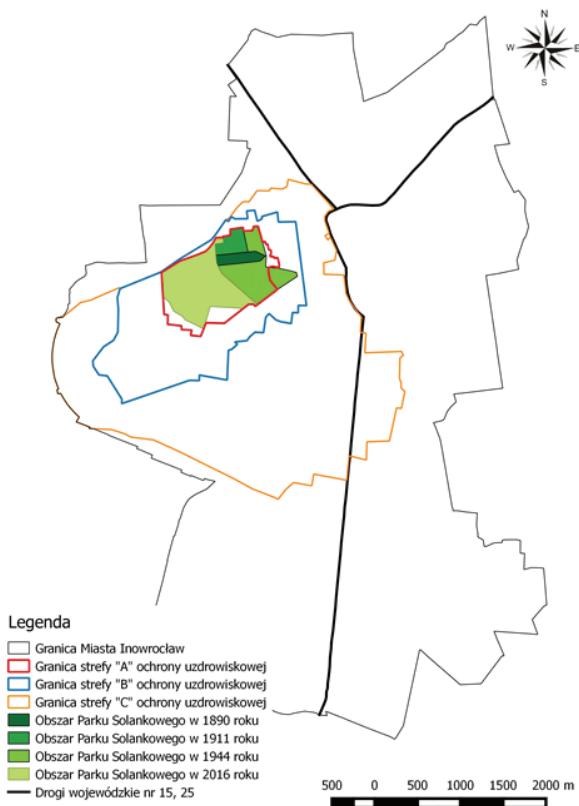 N
W E
S
Legenda
Granica Miasta Inowrocław
Granica strefy "A" ochrony uzdrowiskowej
Granica strefy "B" ochrony uzdrowiskowej
Granica strefy "C" ochrony uzdrowiskowej
Obszar Parku Solankowego w 1890 roku
Obszar Parku Solankowego w 1911 roku
Obszar Parku Solankowego w 1944 roku
Obszar Parku Solankowego w 2016 roku
Drogi wojewódzkie nr 15, 25
500 0 500 1000 1500 2000 m